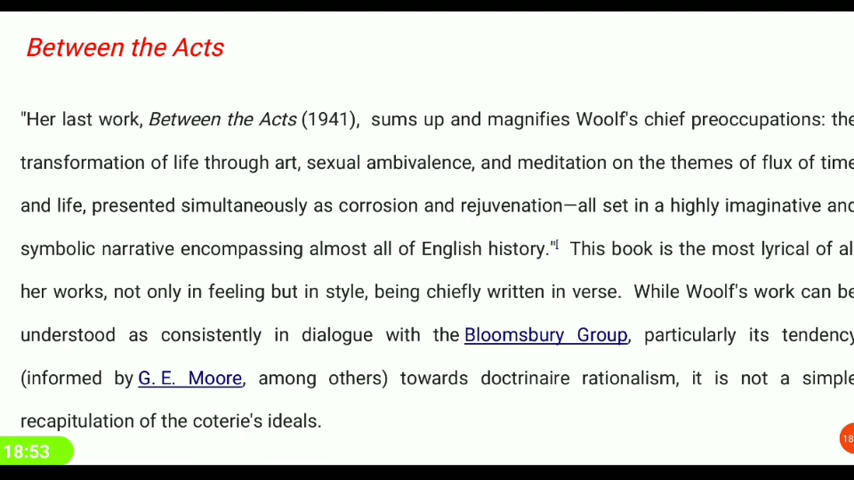 Between the Acts
"Her last work, Between the Acts (1941), sums up and magnifies Woolf's chief preoccupations: the
transformation of life through art, sexual ambivalence, and meditation on the themes of flux of time
and life, presented simultaneously as corrosion and rejuvenation—all set in a highly imaginative and
symbolic narrative encompassing almost all of English history."[ This book is the most lyrical of al
her works, not only in feeling but in style, being chiefly written in verse. While Woolf's work can be
understood as consistently in dialogue with the Bloomsbury Group, particularly its tendency
(informed by G. E. Moore, among others) towards doctrinaire rationalism, it is not a simple
recapitulation of the coterie's ideals.
18:53
18